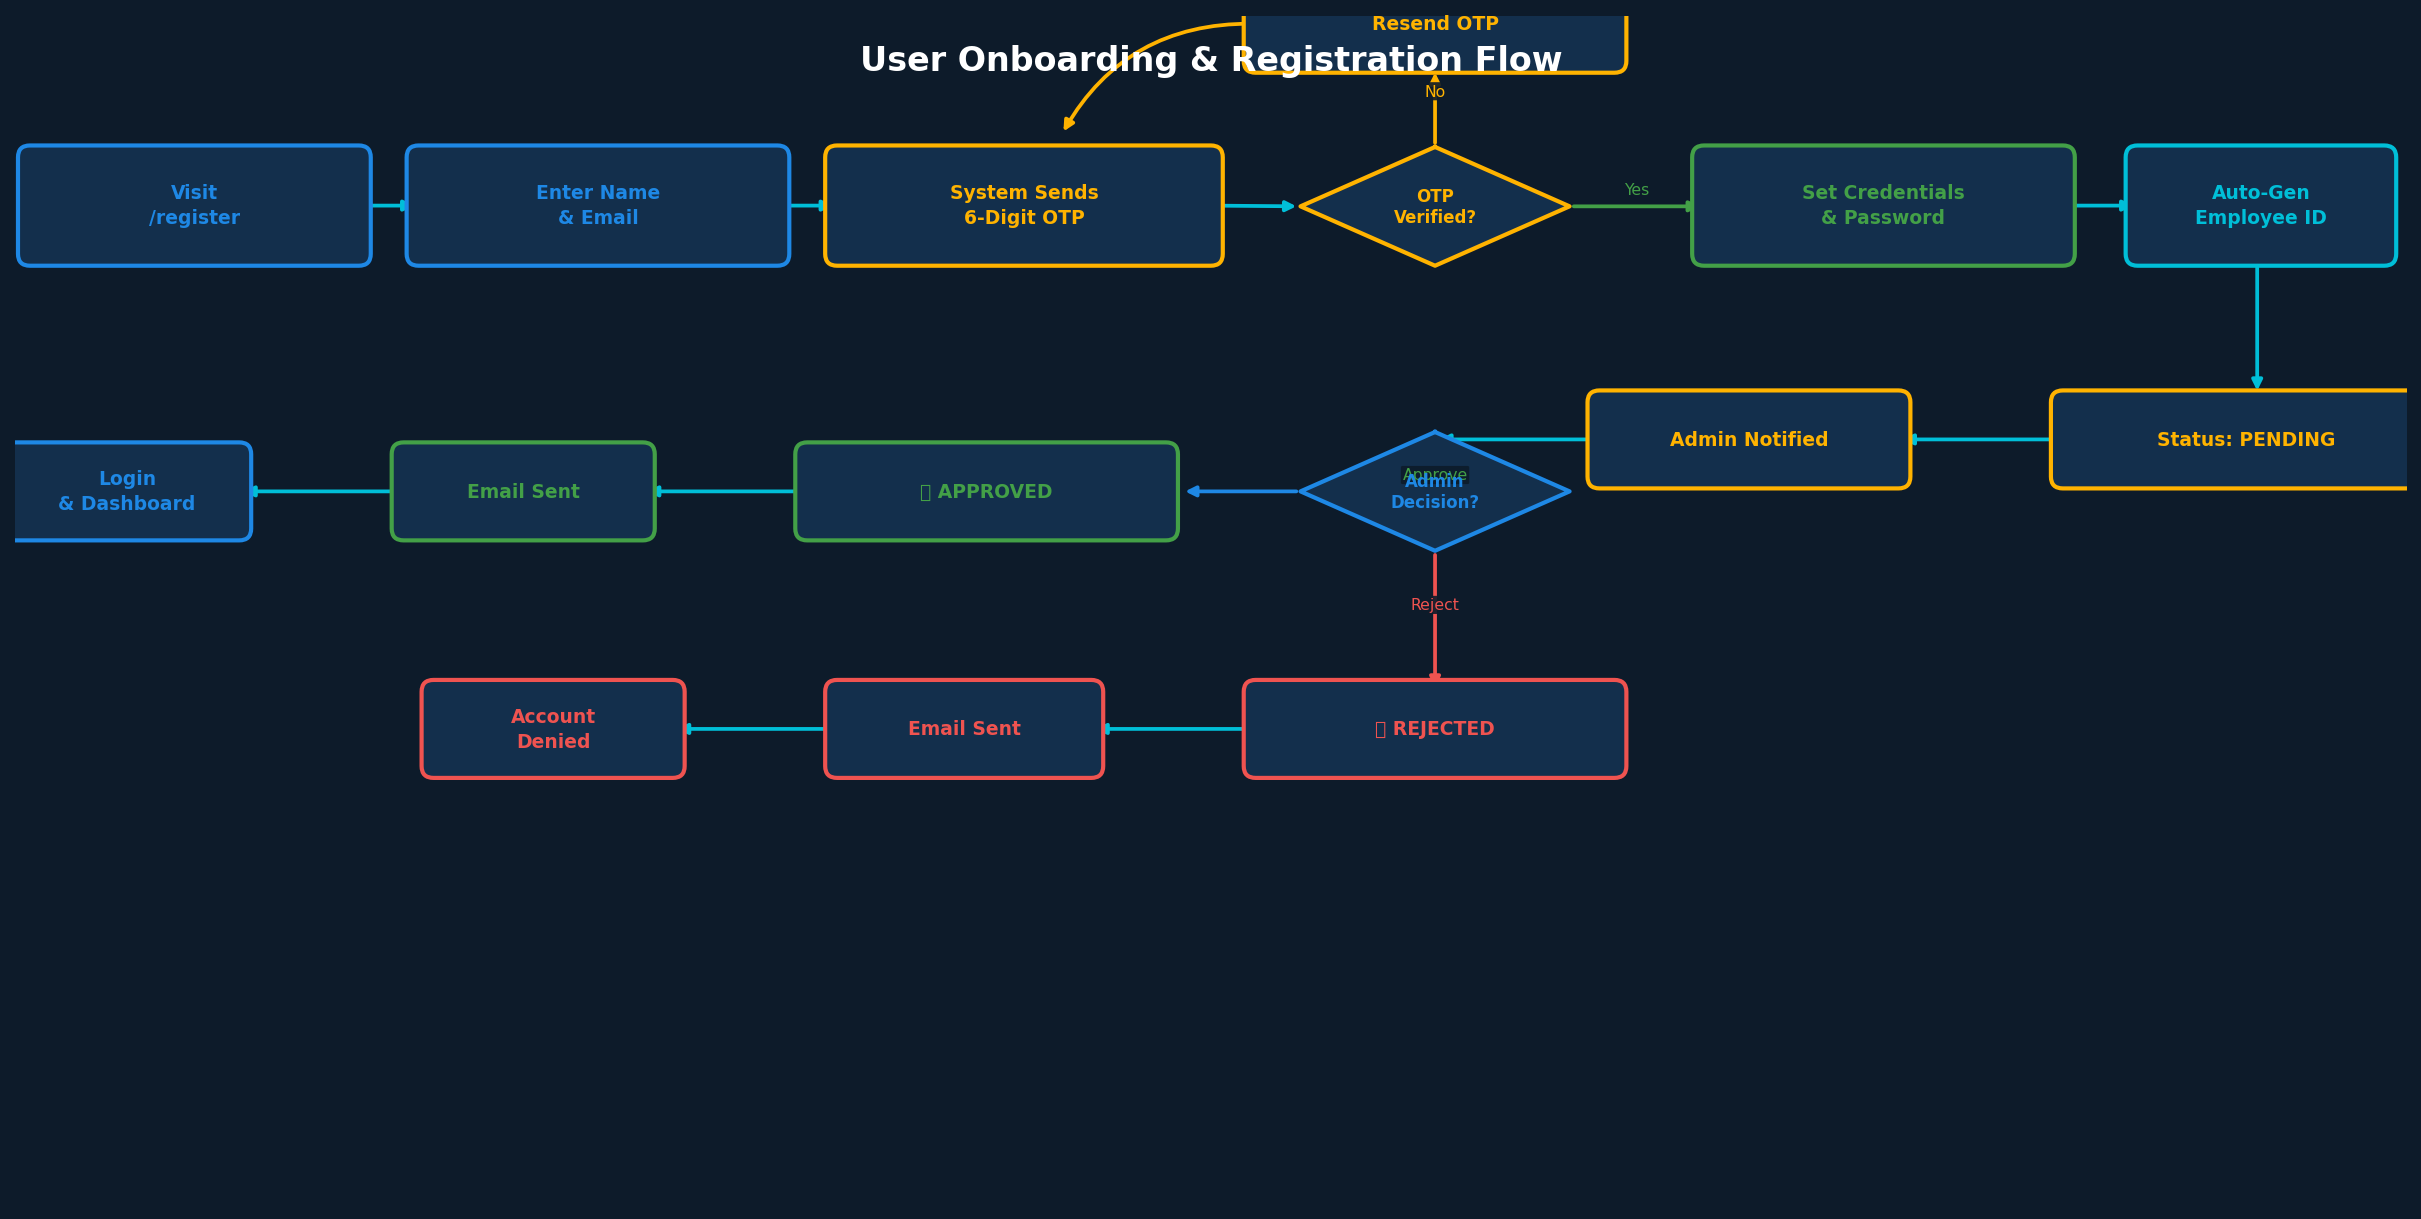 Resend OTP
User Onboarding & Registration Flow
No
Visit
/register
Enter Name
& Email
System Sends
6-Digit OTP
OTP
Verified?
Yes
Set Credentials
& Password
Auto-Gen
Employee ID
Status: PENDING
Admin Notified
Approve
Admin
Decision?
▯ APPROVED
Email Sent
Login
& Dashboard
Reject
▯ REJECTED
Email Sent
Account
Denied